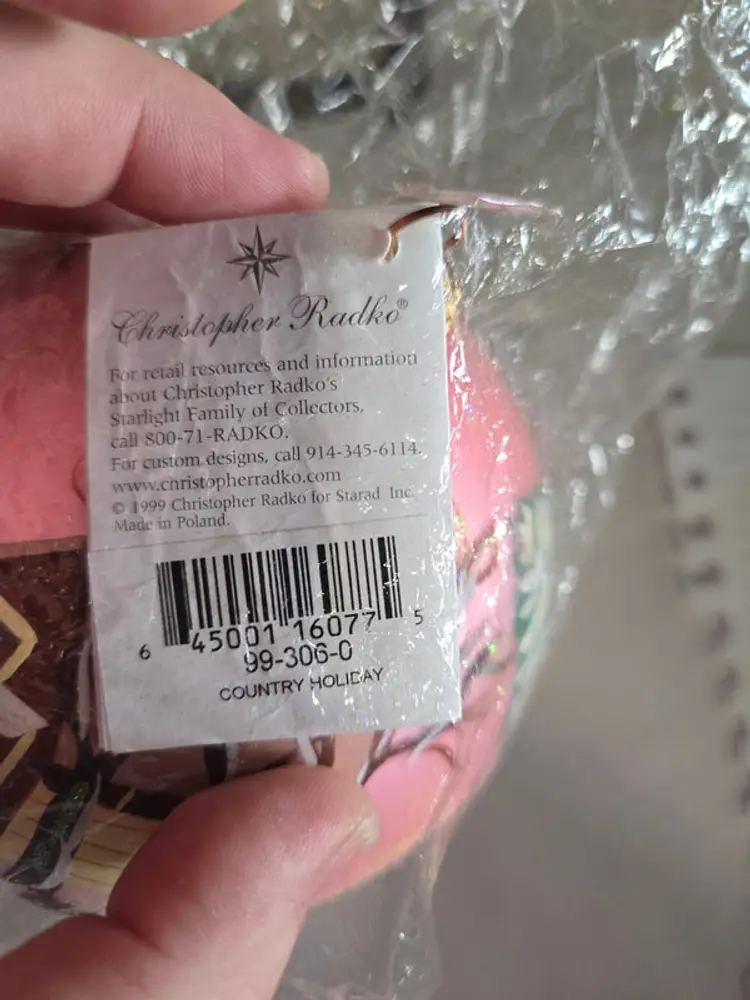 Christopher Radko®
For retail resources and information
about Christopher Radko's
Starlight Family of Collectors,
call 800-71-RADKO.
For custom designs, call 914-345-6114.
www.christopherradko.com
© 1999 Christopher Radko for Starad Inc.
Made in Poland.
6 45001 16077 5
99-306-0
COUNTRY HOLIDAY